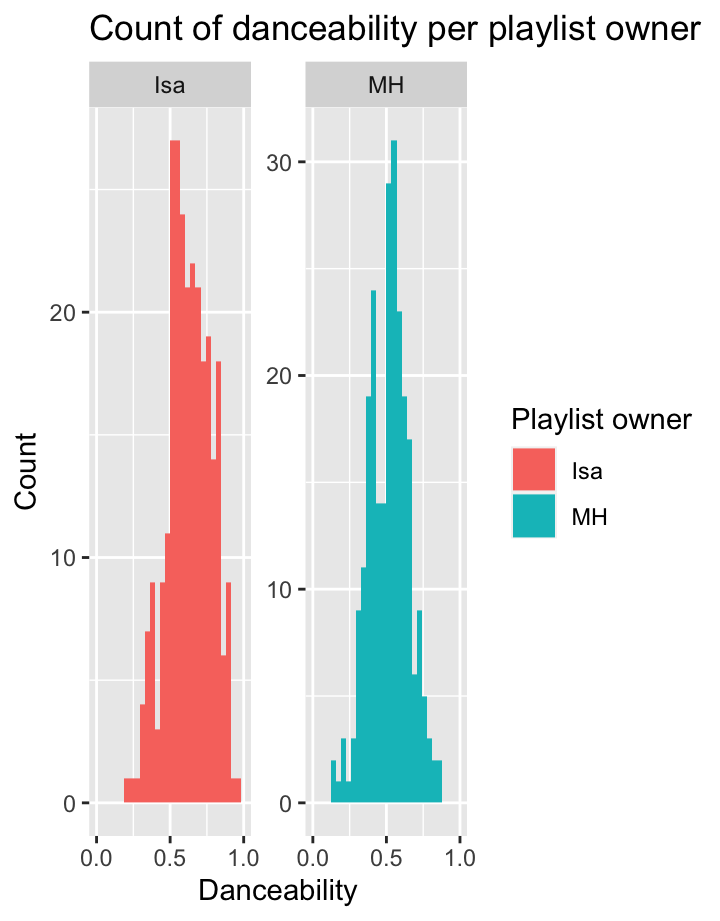 Count of danceability per playlist owner
Isa
MH
30
20
10
0
20
10
0
Count
0.0 0.5 1.0
0.0 0.5 1.0
Danceability
Playlist owner
Isa
MH